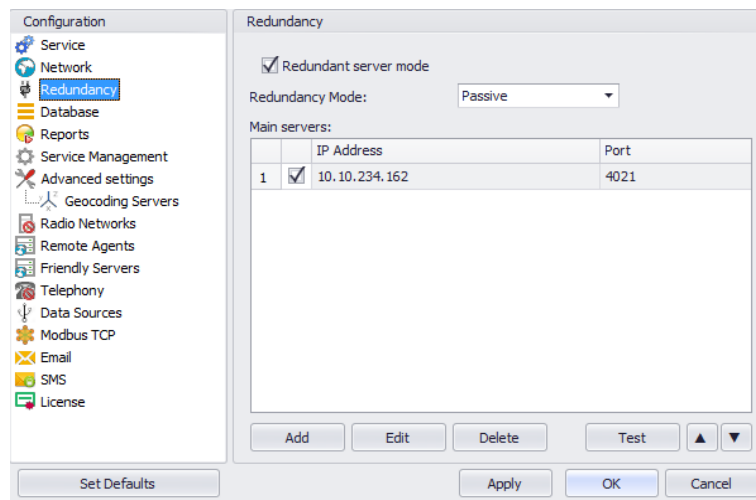 Configuration
Service
Network
Redundancy
Database
Reports
Service Management
Advanced settings
Geocoding Servers
Radio Networks
Remote Agents
Friendly Servers
Telephony
Data Sources
Modbus TCP
Email
SMS
License
Set Defaults
Redundancy
Redundant server mode
Redundancy Mode: Passive
Main servers:
IP Address Port
1 10.10.234.162 4021
Add Edit Delete Test
Apply OK Cancel